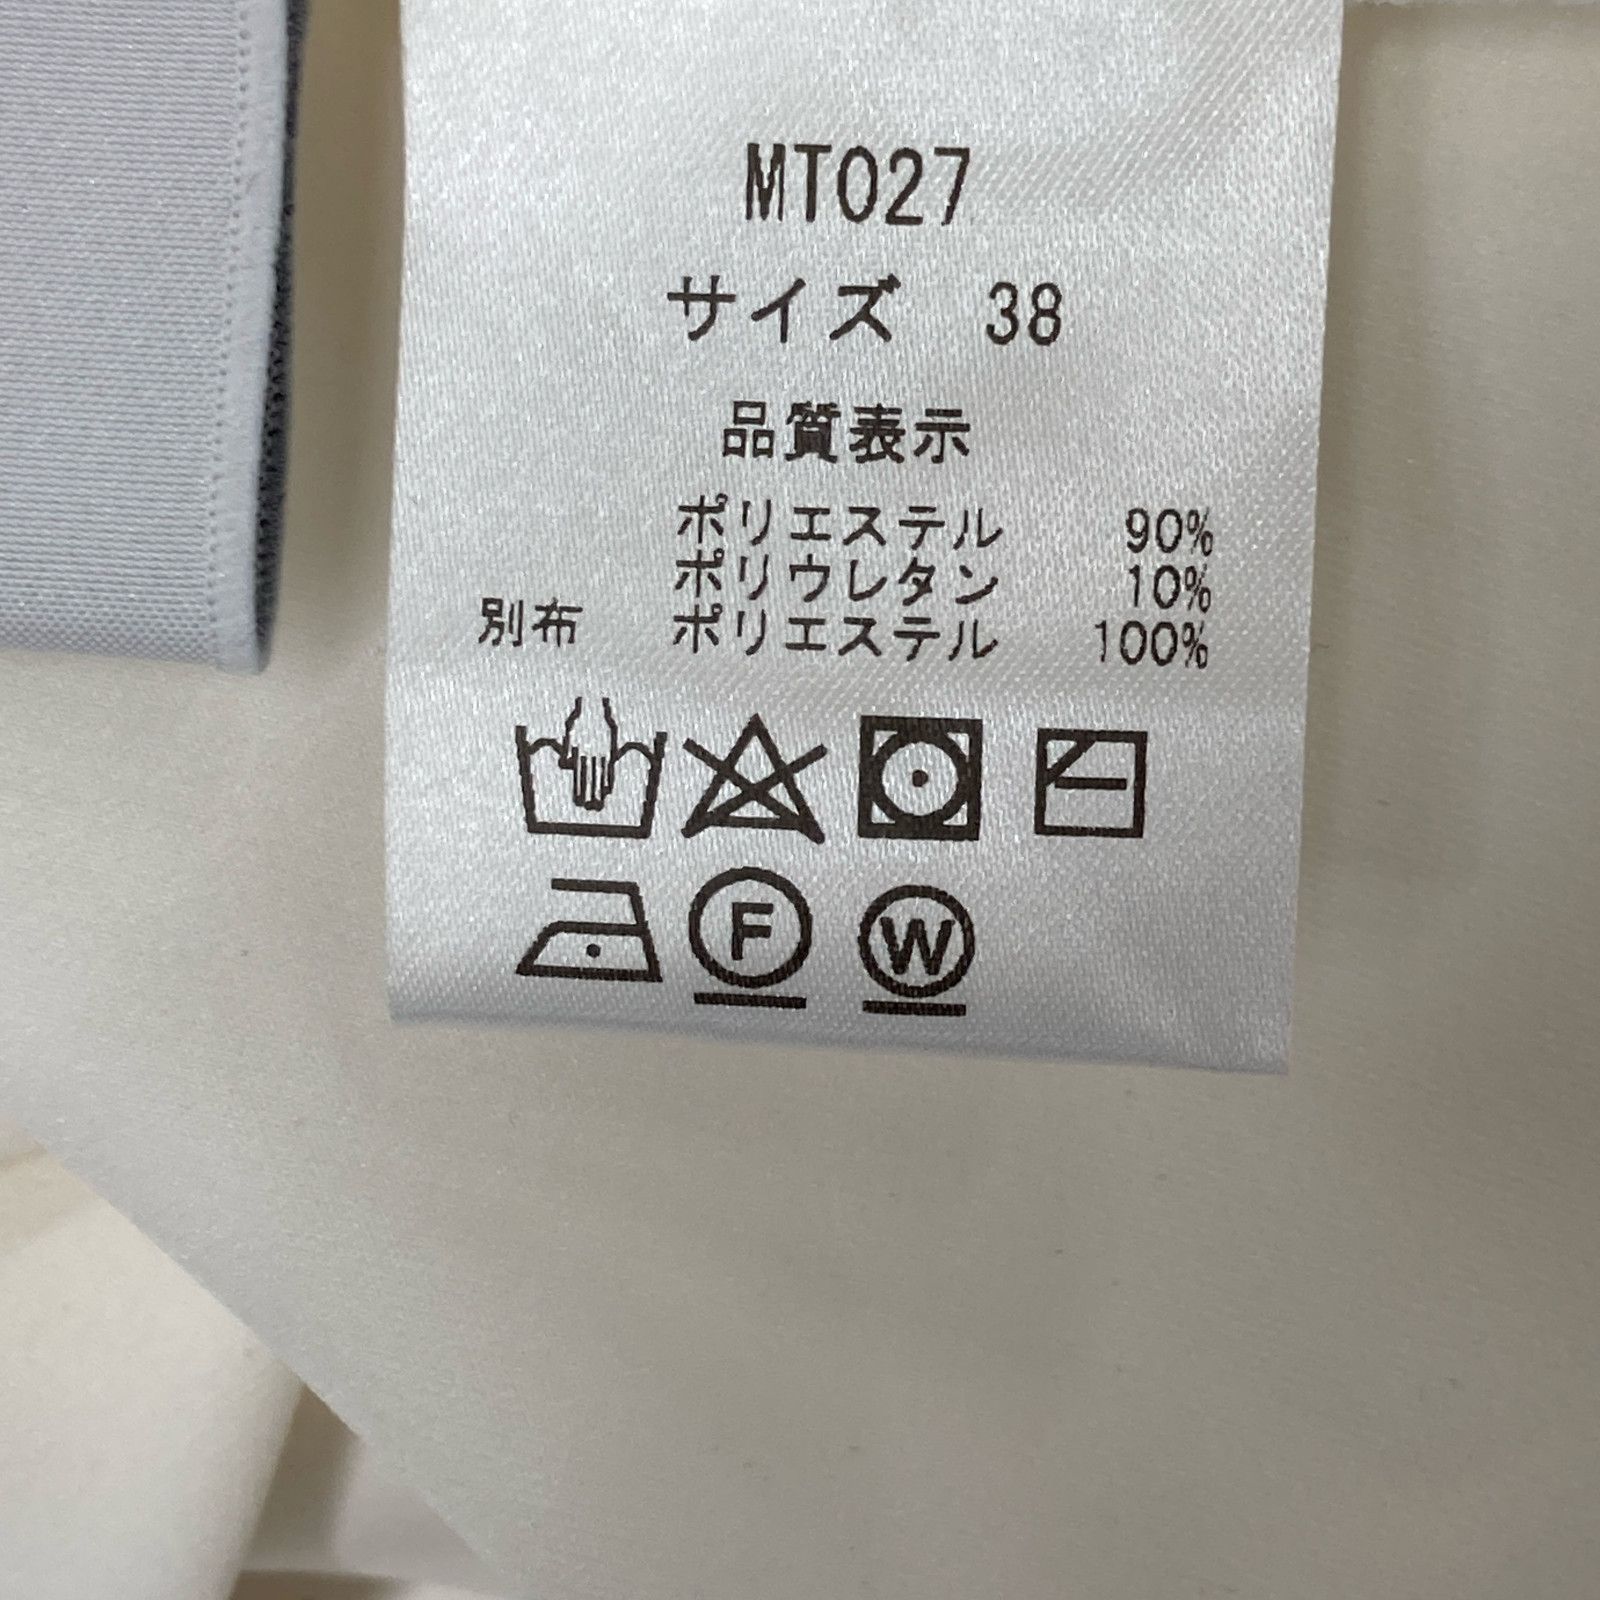 MT027
サイズ 38
品質表示
ポリエステル 90%
ポリウレタン 10%
別布 ポリエステル 100%
F W